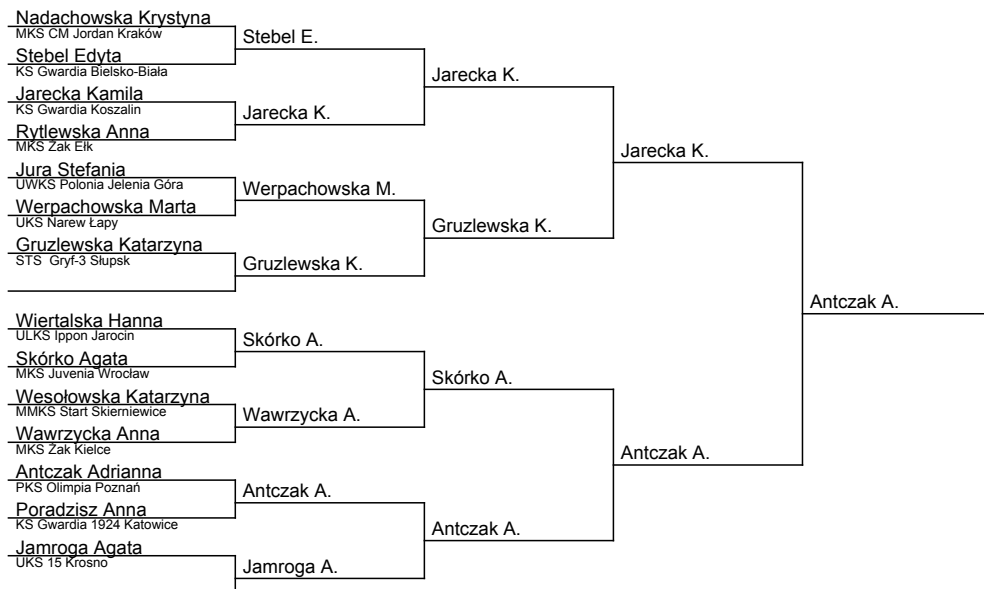 Nadachowska Krystyna
MKS CM Jordan Kraków
Stebel E.
Stebel Edyta
KS Gwardia Bielsko-Biała
Jarecka K.
Jarecka Kamila
KS Gwardia Koszalin
Jarecka K.
Rytlewska Anna
MKS Żak Ełk
Jarecka K.
Jura Stefania
UWKS Polonia Jelenia Góra
Werpachowska M.
Werpachowska Marta
UKS Narew Łapy
Gruzlewska K.
Gruzlewska Katarzyna
STS Gryf-3 Słupsk
Gruzlewska K.
Antczak A.
Wiertalska Hanna
ULKS Ippon Jarocin
Skórko A.
Skórko Agata
MKS Juvenia Wrocław
Skórko A.
Wesołowska Katarzyna
MMKS Start Skierniewice
Wawrzycka A.
Wawrzycka Anna
MKS Żak Kielce
Antczak A.
Antczak Adrianna
PKS Olimpia Poznań
Antczak A.
Poradzisz Anna
KS Gwardia 1924 Katowice
Antczak A.
Jamroga Agata
UKS 15 Krosno
Jamroga A.